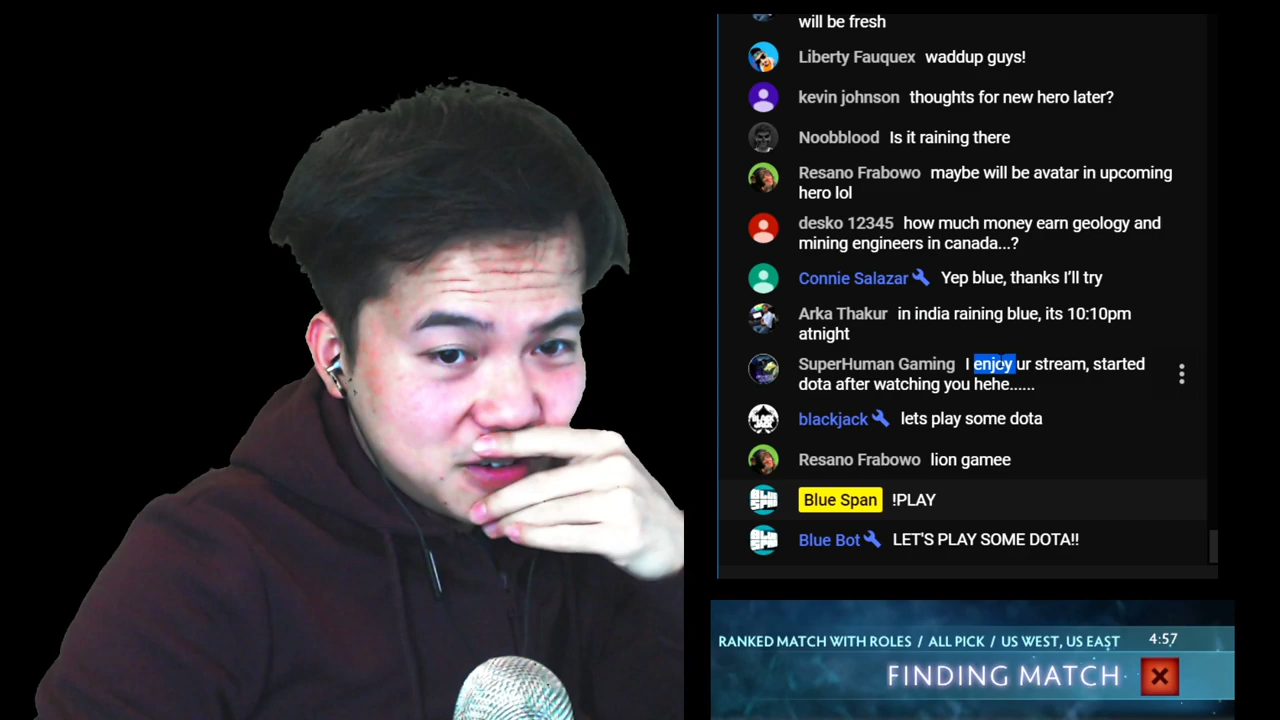 will be fresh
Liberty Fauquex waddup guys!
kevin johnson thoughts for new hero later?
Noobblood Is it raining there
Resano Frabowo maybe will be avatar in upcoming
hero lol
desko 12345 how much money earn geology and
mining engineers in canada...?
Connie Salazar Yep blue, thanks I'll try
Arka Thakur in india raining blue, its 10:10pm
atnight
SuperHuman Gaming I enjoy ur stream, started
dota after watching you hehe......
blackjack lets play some dota
Resano Frabowo lion gamee
Blue Span !PLAY
Blue Bot LET'S PLAY SOME DOTA!!
RANKED MATCH WITH ROLES / ALL PICK / US WEST, US EAST 4:57
FINDING MATCH